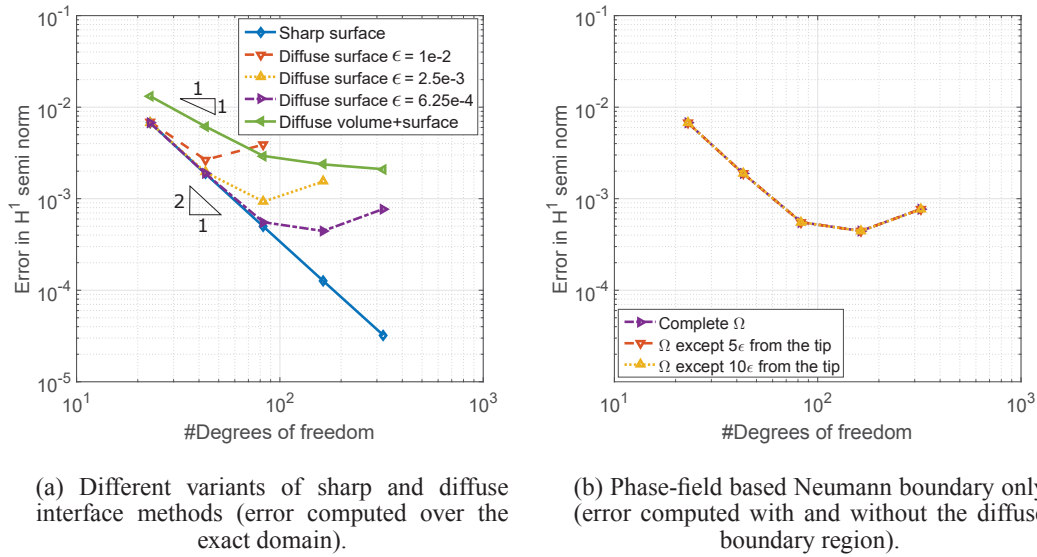 10^-1
10^-2
10^-3
10^-4
10^-5
Error in H^1 semi norm
10^1
10^2
10^3
#Degrees of freedom
Sharp surface
Diffuse surface ϵ = 1e-2
Diffuse surface ϵ = 2.5e-3
Diffuse surface ϵ = 6.25e-4
Diffuse volume+surface
1
1
2
1
(a) Different variants of sharp and diffuse
interface methods (error computed over the
exact domain).
10^-1
10^-2
10^-3
10^-4
Error in H^1 semi norm
10^1
10^2
10^3
#Degrees of freedom
Complete Ω
Ω except 5ϵ from the tip
Ω except 10ϵ from the tip
(b) Phase-field based Neumann boundary only
(error computed with and without the diffuse
boundary region).